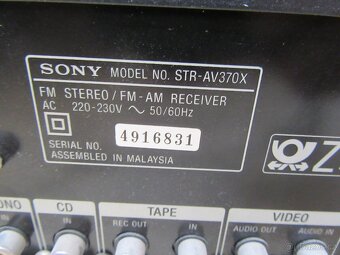 SONY MODEL NO. STR-AV370X
FM STEREO / FM-AM RECEIVER
AC 220-230V ~ 50/60Hz
4916831
SERIAL NO.
ASSEMBLED IN MALAYSIA
CD
TAPE
VIDEO
REC OUT
IN
AUDIO OUT
AUDIO IN